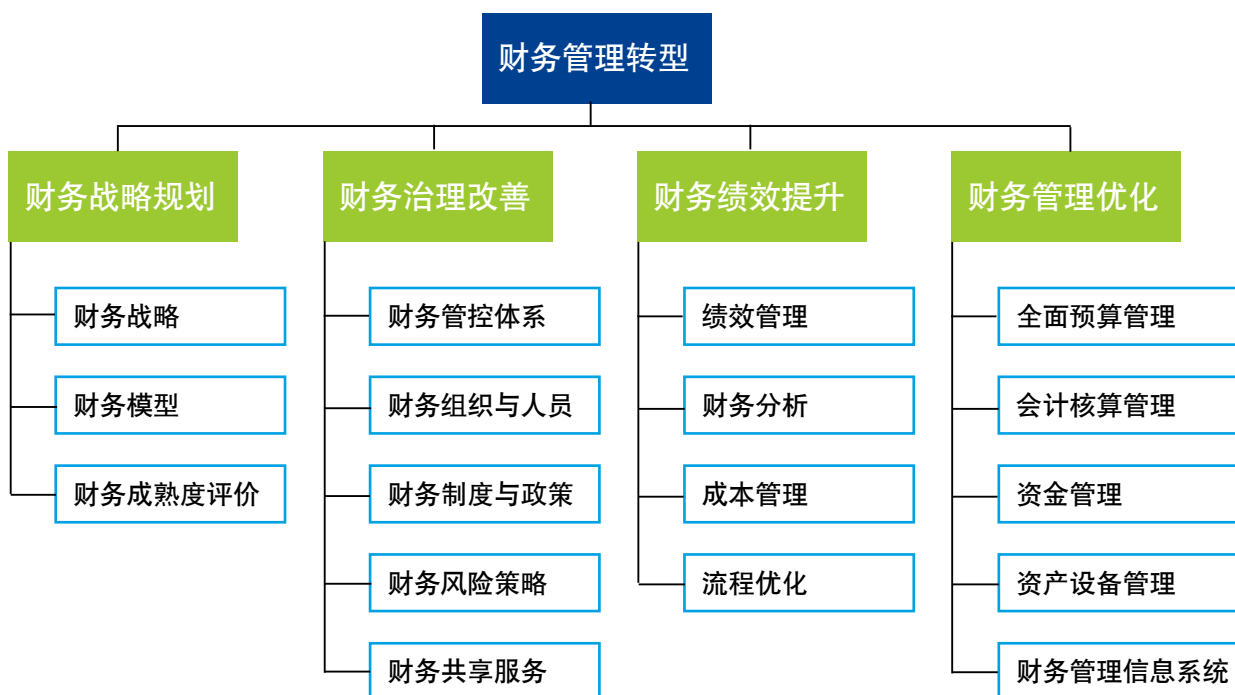 财务管理转型
财务战略规划
财务战略
财务模型
财务成熟度评价
财务治理改善
财务管控体系
财务组织与人员
财务制度与政策
财务风险策略
财务共享服务
财务绩效提升
绩效管理
财务分析
成本管理
流程优化
财务管理优化
全面预算管理
会计核算管理
资金管理
资产设备管理
财务管理信息系统